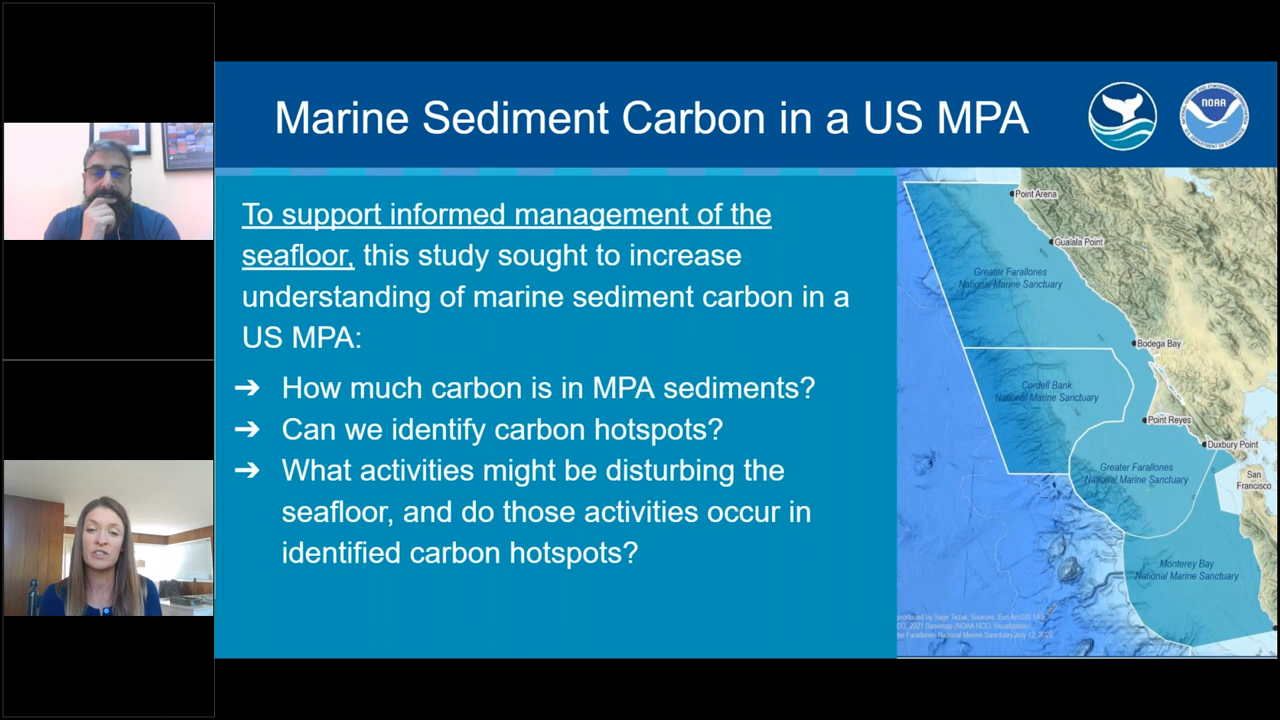 Marine Sediment Carbon in a US MPA
NOAA
To support informed management of the
seafloor, this study sought to increase
understanding of marine sediment carbon in a
US MPA:
➔ How much carbon is in MPA sediments?
➔ Can we identify carbon hotspots?
➔ What activities might be disturbing the
seafloor, and do those activities occur in
identified carbon hotspots?
Point Arena
Gualala Point
Greater Farallones
National Marine Sanctuary
Bodega Bay
Cordell Bank
National Marine Sanctuary
Point Reyes
Duxbury Point
Greater Farallones
National Marine Sanctuary
San
Francisco
Monterey Bay
National Marine Sanctuary